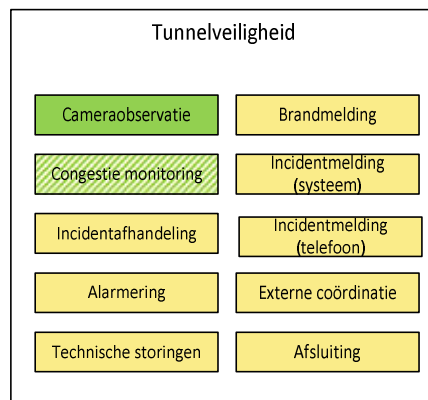 Tunnelveiligheid
Cameraobservatie
Brandmelding
Congestie monitoring
Incidentmelding
(systeem)
Incidentafhandeling
Incidentmelding
(telefoon)
Alarmering
Externe coördinatie
Technische storingen
Afsluiting